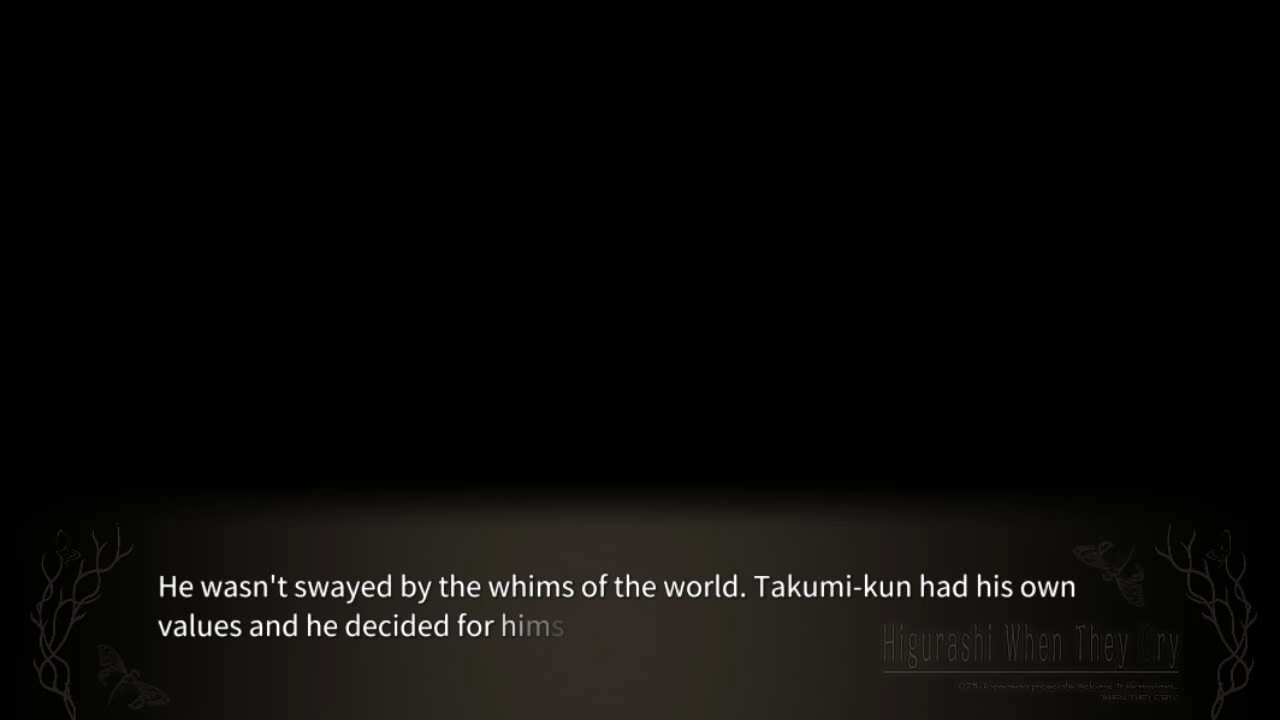 He wasn't swayed by the whims of the world. Takumi-kun had his own
values and he decided for hims
Higurashi When They Cry